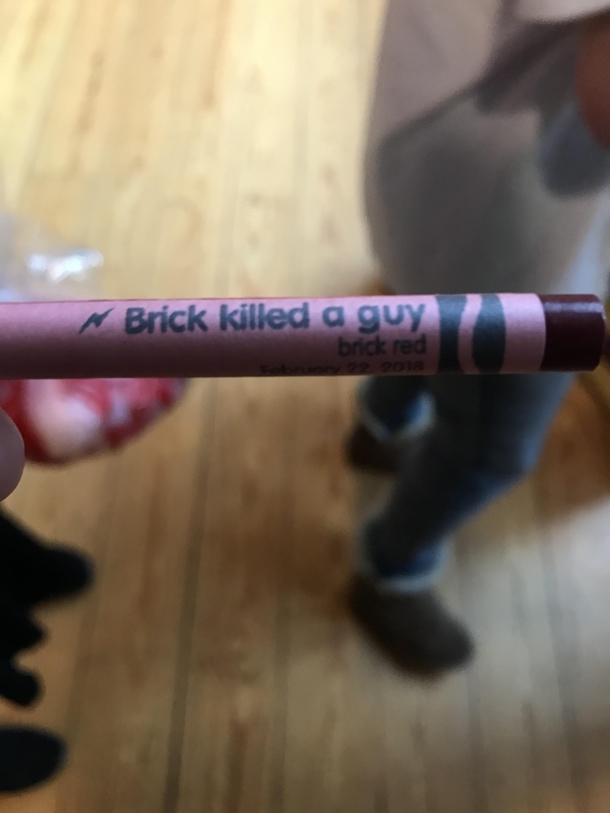 Brick killed a guy
brick red
February 22, 2018